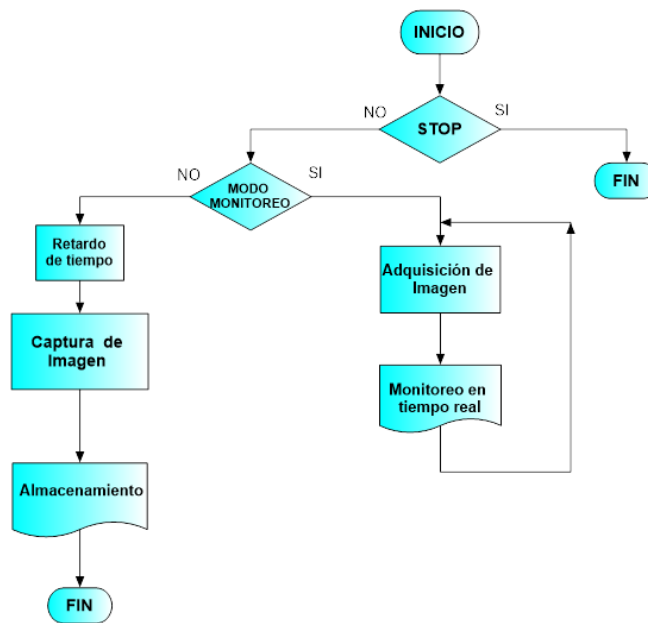 INICIO
NO
SI
STOP
FIN
NO
SI
MODO
MONITOREO
Retardo
de tiempo
Adquisición de
Imagen
Captura de
Imagen
Monitoreo en
tiempo real
Almacenamiento
FIN